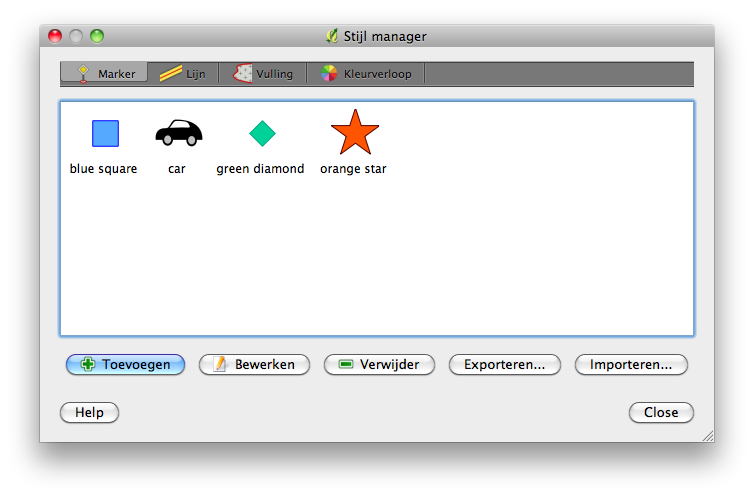 Stijl manager
Marker Lijn Vulling Kleurverloop
blue square car green diamond orange star
Toevoegen Bewerken Verwijder Exporteren... Importeren...
Help Close